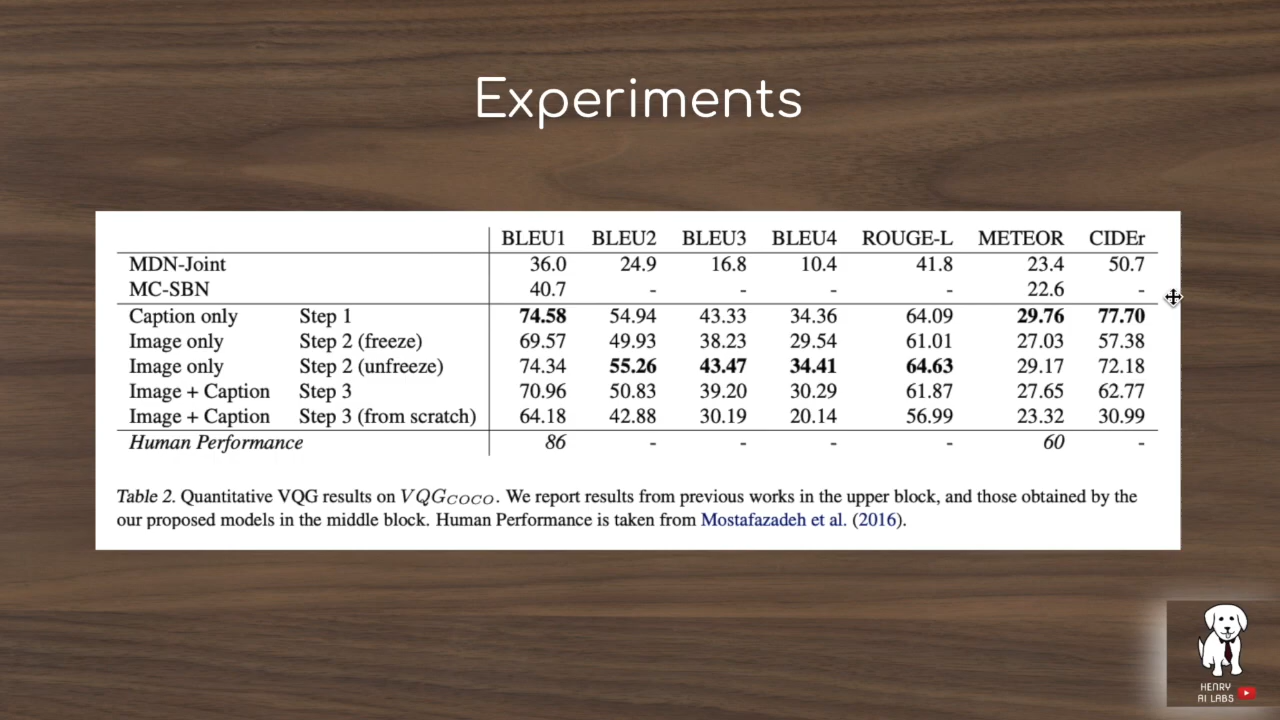 Experiments
BLEU1 BLEU2 BLEU3 BLEU4 ROUGE-L METEOR CIDEr
MDN-Joint 36.0 24.9 16.8 10.4 41.8 23.4 50.7
MC-SBN 40.7 - - - - 22.6 -
Caption only Step 1 74.58 54.94 43.33 34.36 64.09 29.76 77.70
Image only Step 2 (freeze) 69.57 49.93 38.23 29.54 61.01 27.03 57.38
Image only Step 2 (unfreeze) 74.34 55.26 43.47 34.41 64.63 29.17 72.18
Image + Caption Step 3 70.96 50.83 39.20 30.29 61.87 27.65 62.77
Image + Caption Step 3 (from scratch) 64.18 42.88 30.19 20.14 56.99 23.32 30.99
Human Performance 86 - - - - 60 -
Table 2. Quantitative VQG results on VQGCOCO. We report results from previous works in the upper block, and those obtained by the
our proposed models in the middle block. Human Performance is taken from Mostafazadeh et al. (2016).
HENRY
AI LABS